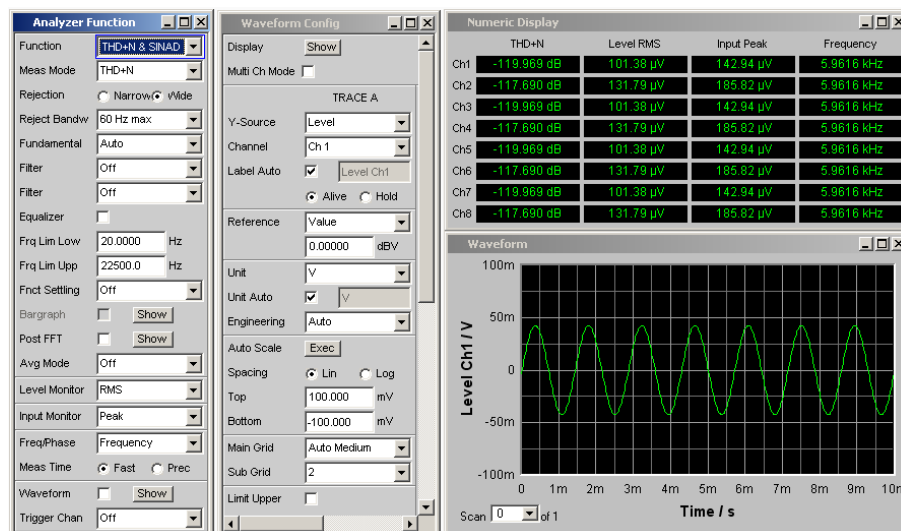 Analyzer Function
Function THD+N & SINAD
Meas Mode THD+N
Rejection Narrow Wide
Reject Bandw 60 Hz max
Fundamental Auto
Filter Off
Filter Off
Equalizer
Frq Lim Low 20.0000 Hz
Frq Lim Upp 22500.0 Hz
Fnct Settling Off
Bargraph Show
Post FFT Show
Avg Mode Off
Level Monitor RMS
Input Monitor Peak
Freq/Phase Frequency
Meas Time Fast Prec
Waveform Show
Trigger Chan Off
Waveform Config
Display Show
Multi Ch Mode
TRACE A
Y-Source Level
Channel Ch 1
Label Auto Level Ch1
Alive Hold
Reference Value
0.00000 dBV
Unit V
Unit Auto V
Engineering Auto
Auto Scale Exec
Spacing Lin Log
Top 100.000 mV
Bottom -100.000 mV
Main Grid Auto Medium
Sub Grid 2
Limit Upper
Numeric Display
THD+N Level RMS Input Peak Frequency
Ch1 -119.969 dB 101.38 µV 142.94 µV 5.9616 kHz
Ch2 -117.690 dB 131.79 µV 185.82 µV 5.9616 kHz
Ch3 -119.969 dB 101.38 µV 142.94 µV 5.9616 kHz
Ch4 -117.690 dB 131.79 µV 185.82 µV 5.9616 kHz
Ch5 -119.969 dB 101.38 µV 142.94 µV 5.9616 kHz
Ch6 -117.690 dB 131.79 µV 185.82 µV 5.9616 kHz
Ch7 -119.969 dB 101.38 µV 142.94 µV 5.9616 kHz
Ch8 -117.690 dB 131.79 µV 185.82 µV 5.9616 kHz
Waveform
Level Ch1 / V
100m
50m
0
-50m
-100m
0 1m 2m 3m 4m 5m 6m 7m 8m 9m 10m
Time / s
Scan 0 of 1